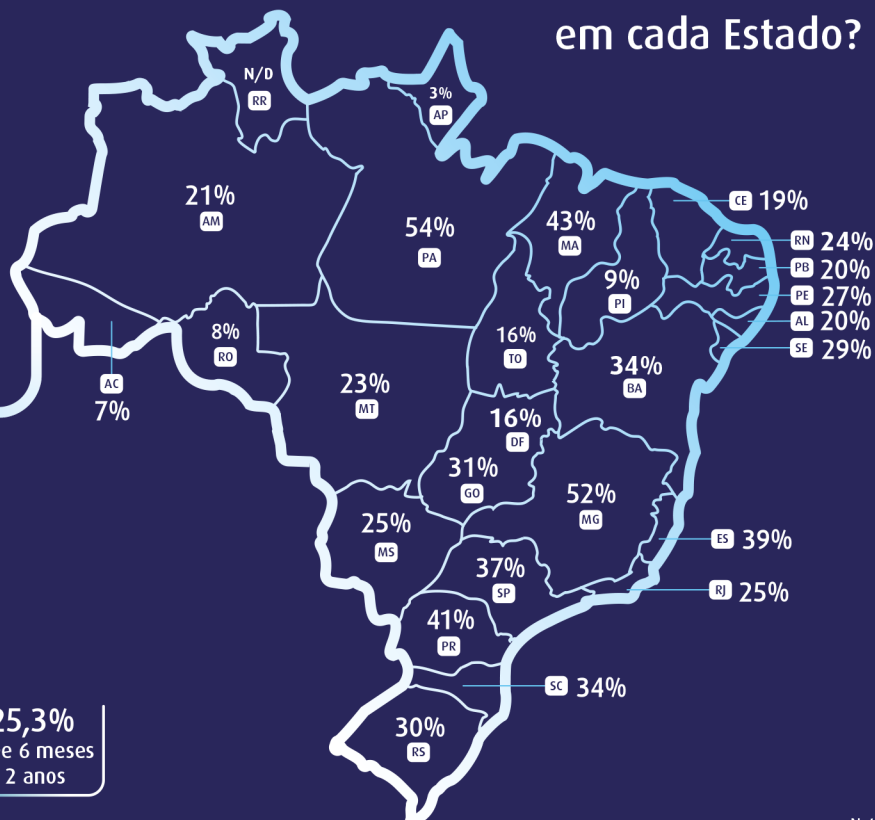 em cada Estado?
N/D
RR
3%
AP
21%
AM
54%
PA
43%
MA
CE 19%
RN 24%
PB 20%
PE 27%
AL 20%
SE 29%
9%
PI
8%
RO
16%
TO
34%
BA
AC
7%
23%
MT
16%
DF
31%
GO
52%
MG
25%
MS
ES 39%
RJ 25%
37%
SP
41%
PR
SC 34%
30%
RS
25,3%
e 6 meses
2 anos